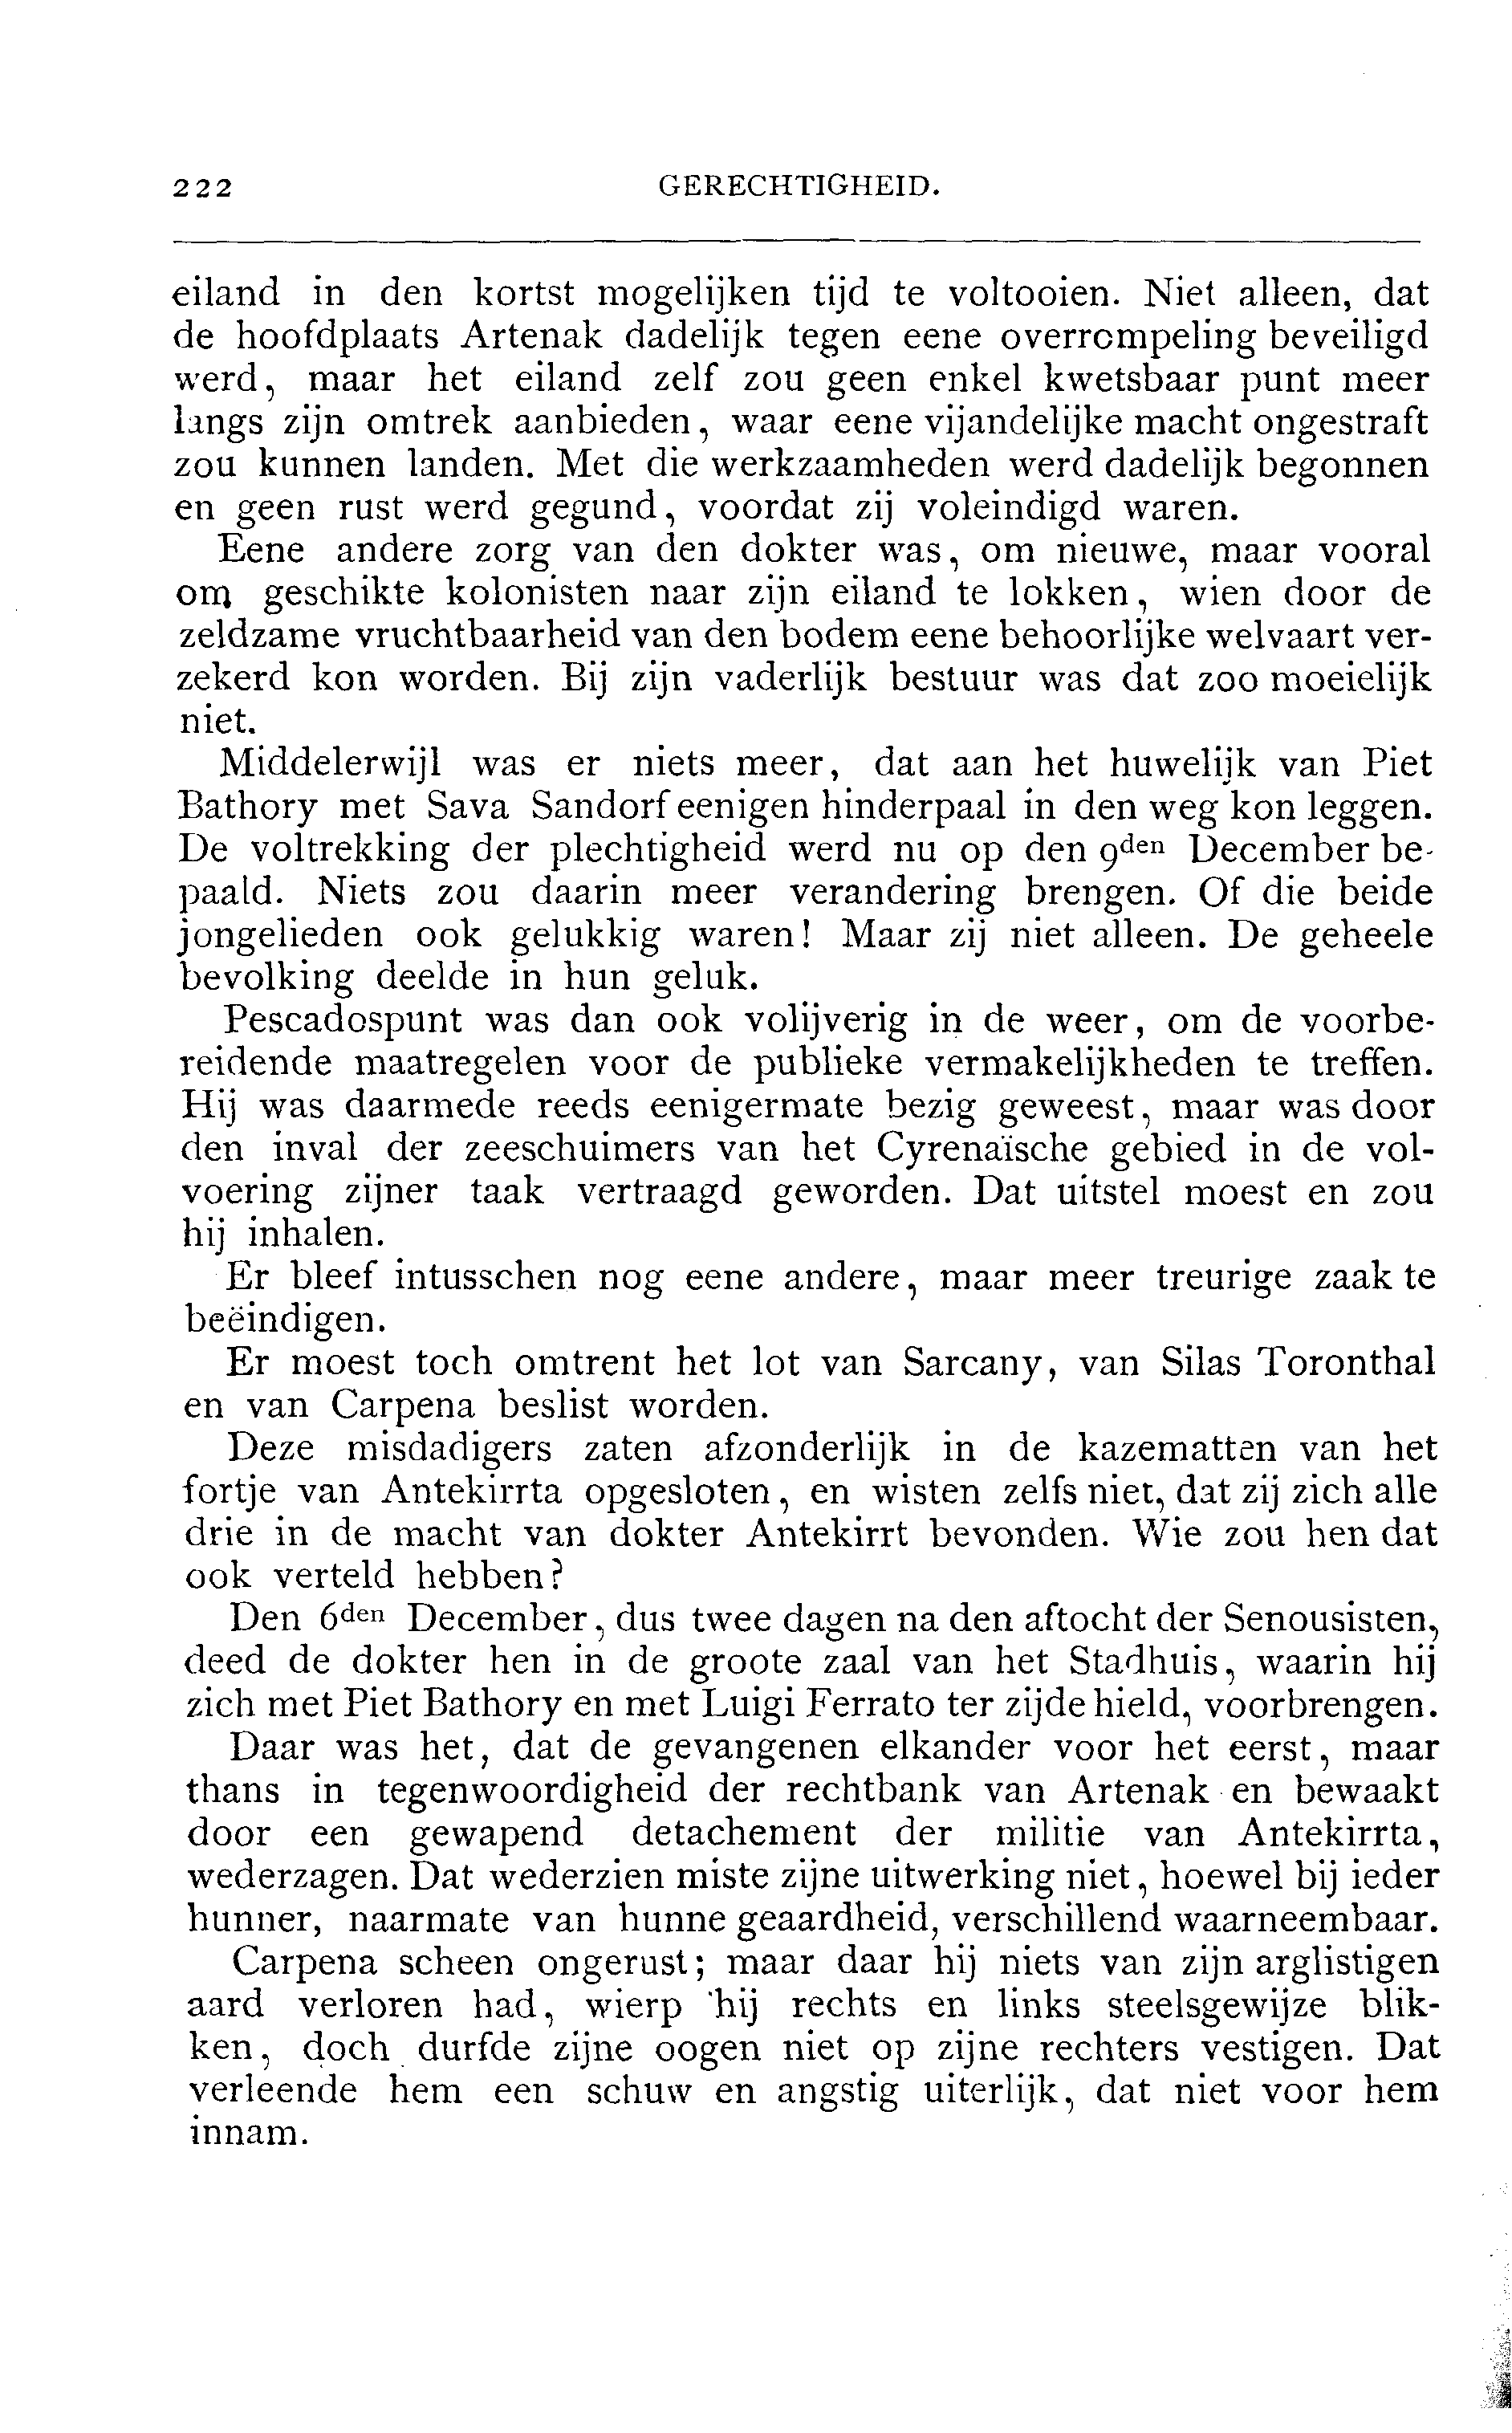 222 GERECHTIGHEID.
eiland in den kortst mogelijken tijd te voltooien. Niet alleen, dat
de hoofdplaats Artenak dadelijk tegen eene overrompeling beveiligd
werd, maar het eiland zelf zou geen enkel kwetsbaar punt meer
langs zijn omtrek aanbieden, waar eene vijandelijke macht ongestraft
zou kunnen landen. Met die werkzaamheden werd dadelijk begonnen
en geen rust werd gegund, voordat zij voleindigd waren.
Eene andere zorg van den dokter was, om nieuwe, maar vooral
om geschikte kolonisten naar zijn eiland te lokken, wien door de
zeldzame vruchtbaarheid van den bodem eene behoorlijke welvaart ver-
zekerd kon worden. Bij zijn vaderlijk bestuur was dat zoo moeielijk
niet.
Middelerwijl was er niets meer, dat aan het huwelijk van Piet
Bathory met Sava Sandorf eenigen hinderpaal in den weg kon leggen.
De voltrekking der plechtigheid werd nu op den 9den December be-
paald. Niets zou daarin meer verandering brengen. Of die beide
jongelieden ook gelukkig waren! Maar zij niet alleen. De geheele
bevolking deelde in hun geluk.
Pescadospunt was dan ook volijverig in de weer, om de voorbe-
reidende maatregelen voor de publieke vermakelijkheden te treffen.
Hij was daarmede reeds eenigermate bezig geweest, maar was door
den inval der zeeschuimers van het Cyrenaïsche gebied in de vol-
voering zijner taak vertraagd geworden. Dat uitstel moest en zou
hij inhalen.
Er bleef intusschen nog eene andere, maar meer treurige zaak te
beëindigen.
Er moest toch omtrent het lot van Sarcany, van Silas Toronthal
en van Carpena beslist worden.
Deze misdadigers zaten afzonderlijk in de kazematten van het
fortje van Antekirrta opgesloten, en wisten zelfs niet, dat zij zich alle
drie in de macht van dokter Antekirrt bevonden. Wie zou hen dat
ook verteld hebben?
Den 6den December, dus twee dagen na den aftocht der Senousisten,
deed de dokter hen in de groote zaal van het Stadhuis, waarin hij
zich met Piet Bathory en met Luigi Ferrato ter zijde hield, voorbrengen.
Daar was het, dat de gevangenen elkander voor het eerst, maar
thans in tegenwoordigheid der rechtbank van Artenak en bewaakt
door een gewapend detachement der militie van Antekirrta,
wederzagen. Dat wederzien miste zijne uitwerking niet, hoewel bij ieder
hunner, naarmate van hunne geaardheid, verschillend waarneembaar.
Carpena scheen ongerust; maar daar hij niets van zijn arglistigen
aard verloren had, wierp hij rechts en links steelsgewijze blik-
ken, doch durfde zijne oogen niet op zijne rechters vestigen. Dat
verleende hem een schuw en angstig uiterlijk, dat niet voor hem
innam.